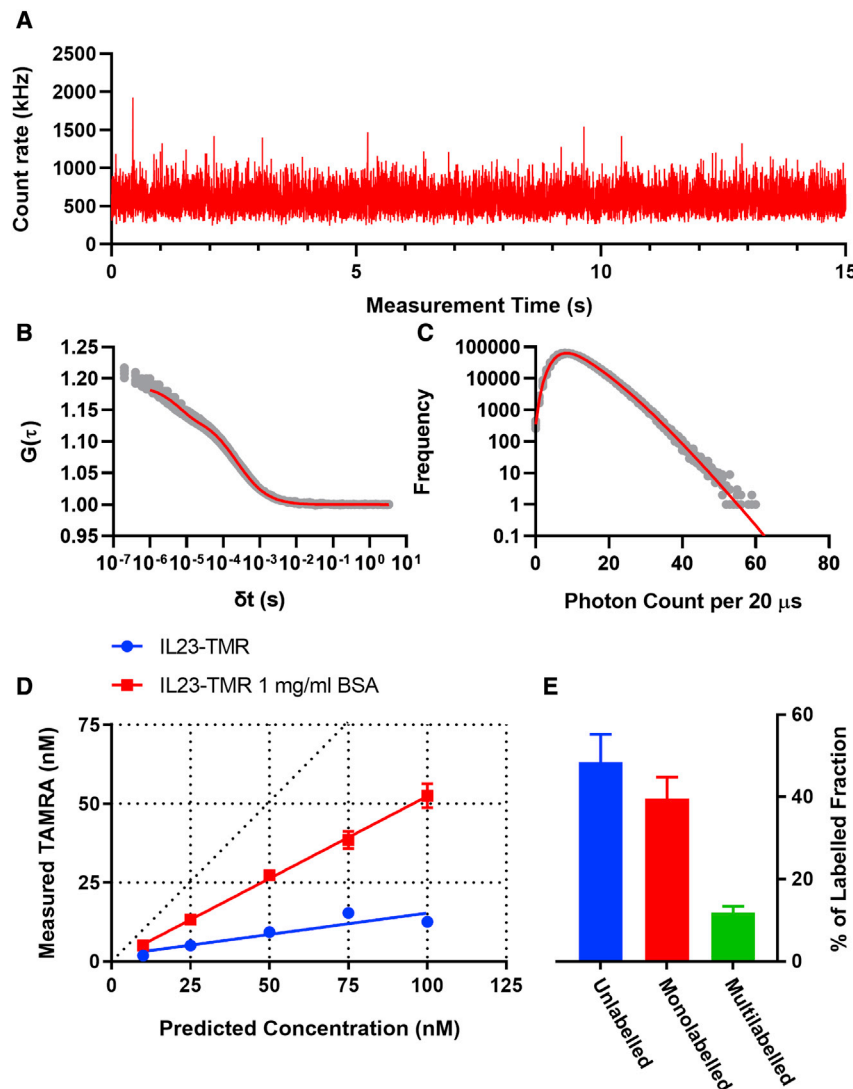 A
Count rate (kHz)
2500
2000
1500
1000
500
0
0
5
10
15
Measurement Time (s)
B
G(τ)
1.25
1.20
1.15
1.10
1.05
1.00
0.95
10⁻⁷ 10⁻⁶ 10⁻⁵ 10⁻⁴ 10⁻³ 10⁻² 10⁻¹ 10⁰ 10¹
δt (s)
C
Frequency
100000
10000
1000
100
10
1
0.1
0 20 40 60 80
Photon Count per 20 µs
IL23-TMR
IL23-TMR 1 mg/ml BSA
D
Measured TAMRA (nM)
75
50
25
0
0 25 50 75 100 125
Predicted Concentration (nM)
E
60
40
20
0
% of Labelled Fraction
Unlabelled
Monolabelled
Multilabelled